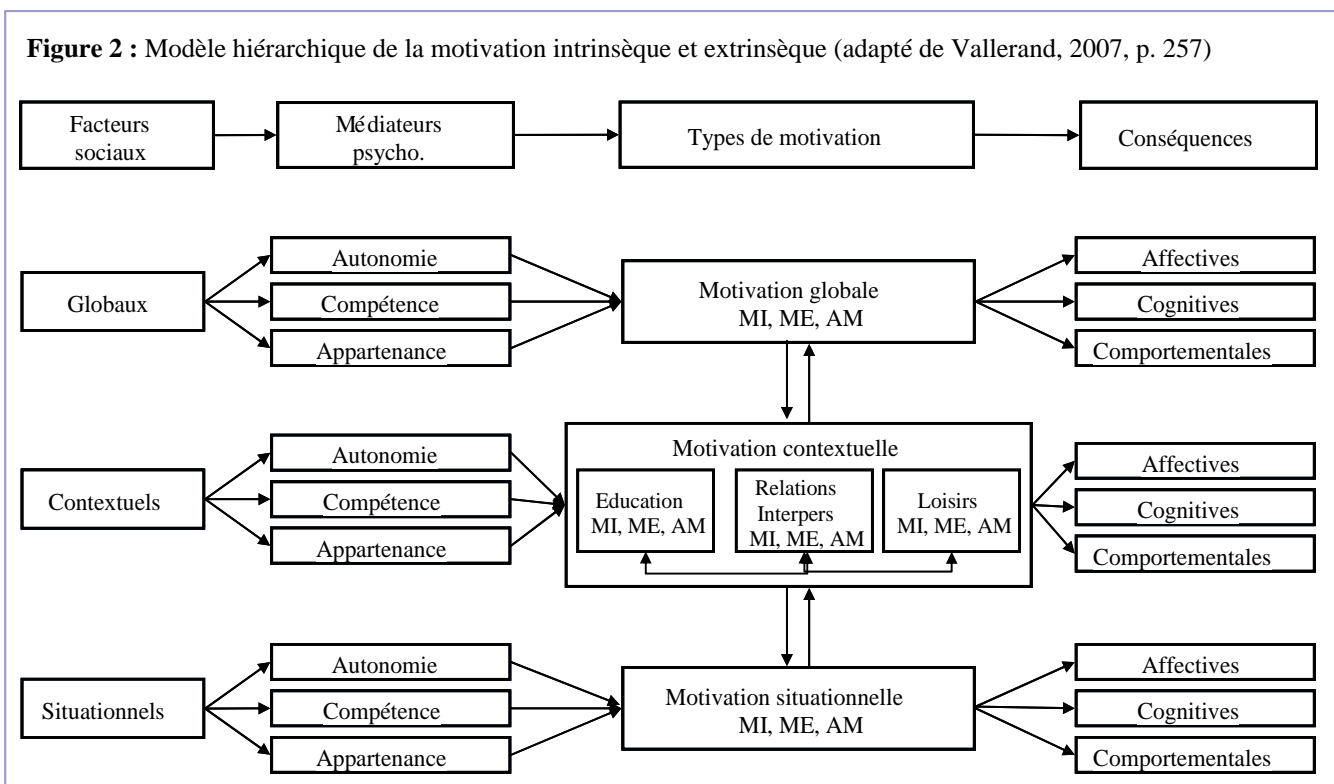 Figure 2 : Modèle hiérarchique de la motivation intrinsèque et extrinsèque (adapté de Vallerand, 2007, p. 257)
Facteurs
sociaux
Médiateurs
psycho.
Types de motivation
Conséquences
Globaux
Autonomie
Compétence
Appartenance
Motivation globale
MI, ME, AM
Affectives
Cognitives
Comportementales
Contextuels
Autonomie
Compétence
Appartenance
Motivation contextuelle
Education
MI, ME, AM
Relations
Interpers
MI, ME, AM
Loisirs
MI, ME, AM
Affectives
Cognitives
Comportementales
Situationnels
Autonomie
Compétence
Appartenance
Motivation situationnelle
MI, ME, AM
Affectives
Cognitives
Comportementales